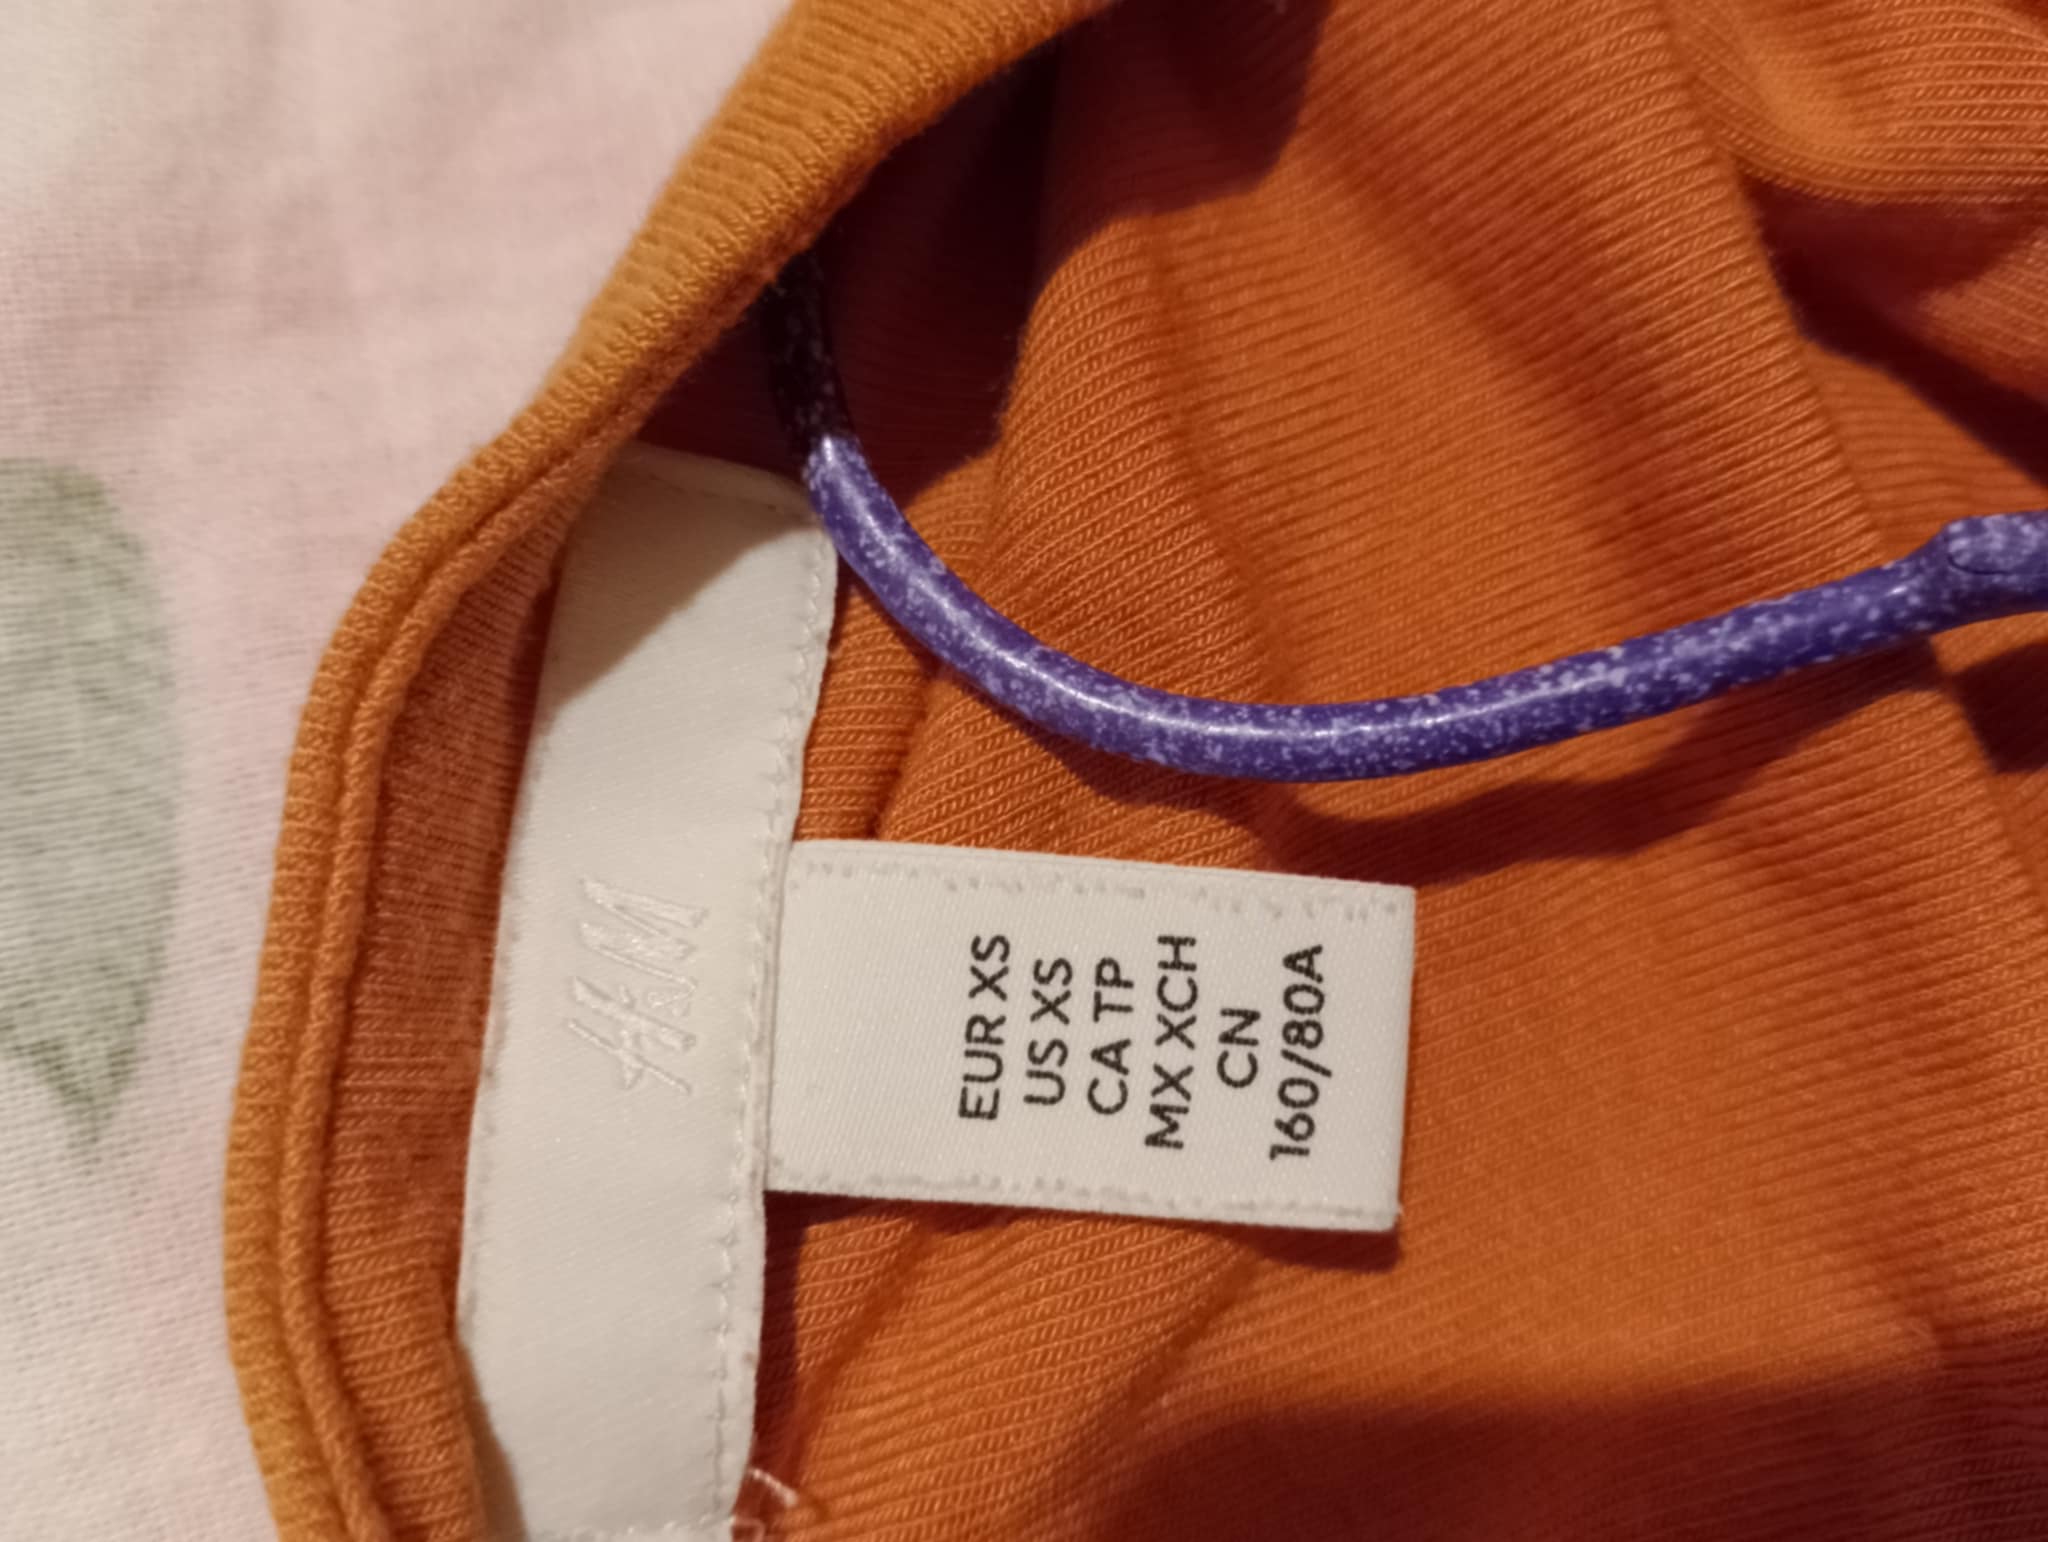 H&M
EUR XS
US XS
CA TP
MX XCH
CN
160/80A